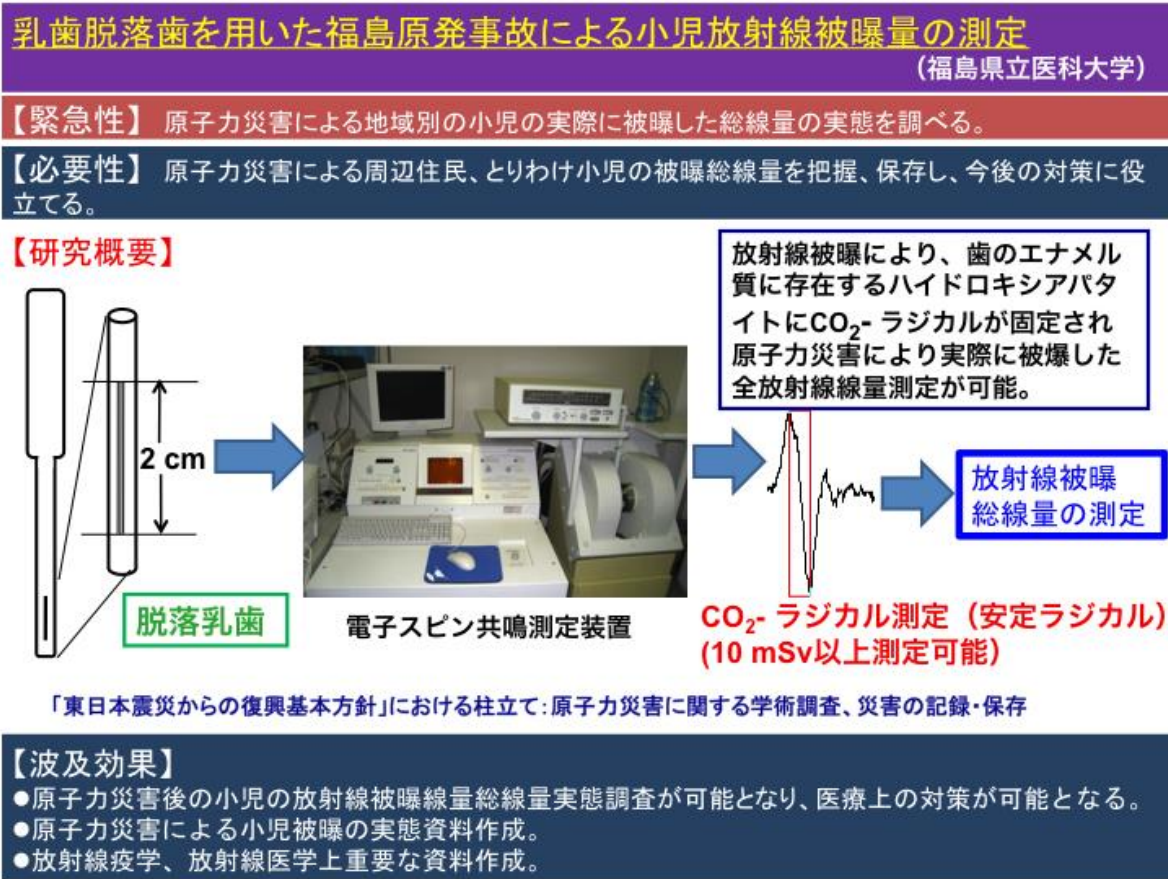 乳歯脱落歯を用いた福島原発事故による小児放射線被曝量の測定
（福島県立医科大学）
【緊急性】 原子力災害による地域別の小児の実際に被曝した総線量の実態を調べる。
【必要性】 原子力災害による周辺住民、とりわけ小児の被曝総線量を把握、保存し、今後の対策に役
立てる。
【研究概要】
放射線被曝により、歯のエナメル
質に存在するハイドロキシアパタ
イトにCO2- ラジカルが固定され
原子力災害により実際に被爆した
全放射線線量測定が可能。
2 cm
脱落乳歯
電子スピン共鳴測定装置
放射線被曝
総線量の測定
CO2- ラジカル測定（安定ラジカル）
(10 mSv以上測定可能）
「東日本震災からの復興基本方針」における柱立て：原子力災害に関する学術調査、災害の記録・保存
【波及効果】
●原子力災害後の小児の放射線被曝線量総線量実態調査が可能となり、医療上の対策が可能となる。
●原子力災害による小児被曝の実態資料作成。
●放射線疫学、放射線医学上重要な資料作成。